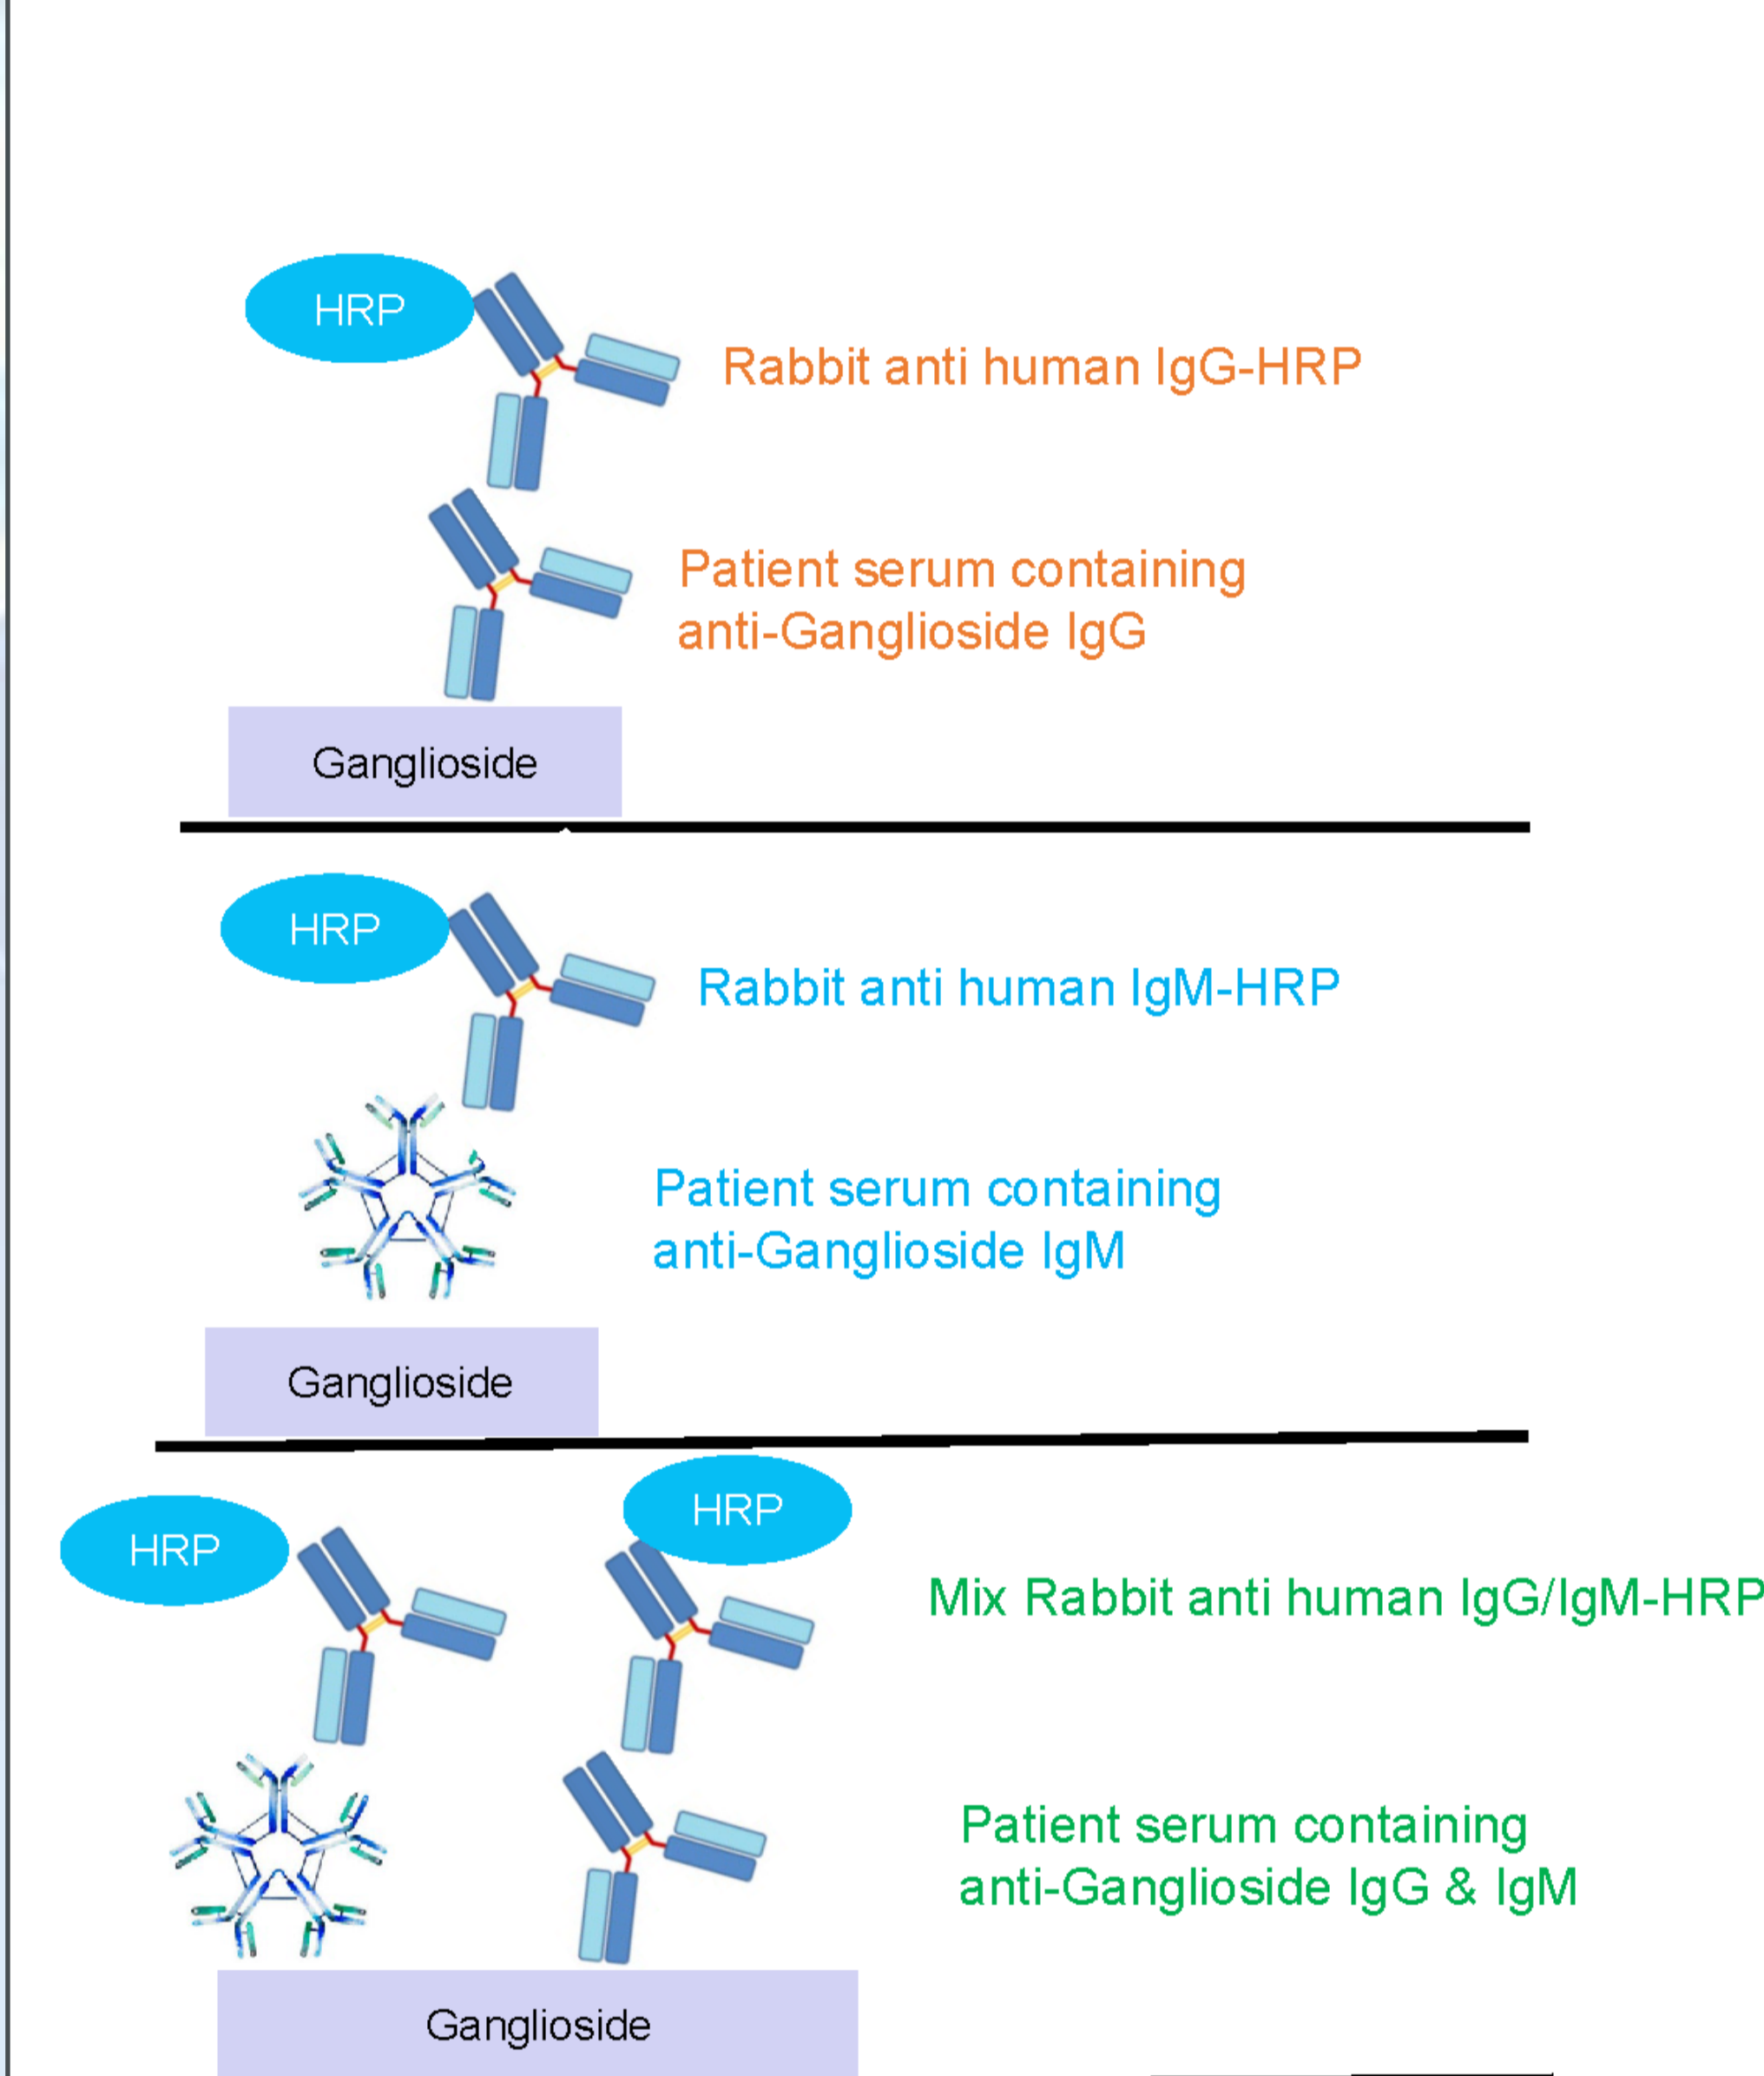 HRP
Rabbit anti human IgG-HRP
Patient serum containing
anti-Ganglioside IgG
Ganglioside
HRP
Rabbit anti human IgM-HRP
Patient serum containing
anti-Ganglioside IgM
Ganglioside
HRP
HRP
Mix Rabbit anti human IgG/IgM-HRP
Patient serum containing
anti-Ganglioside IgG & IgM
Ganglioside